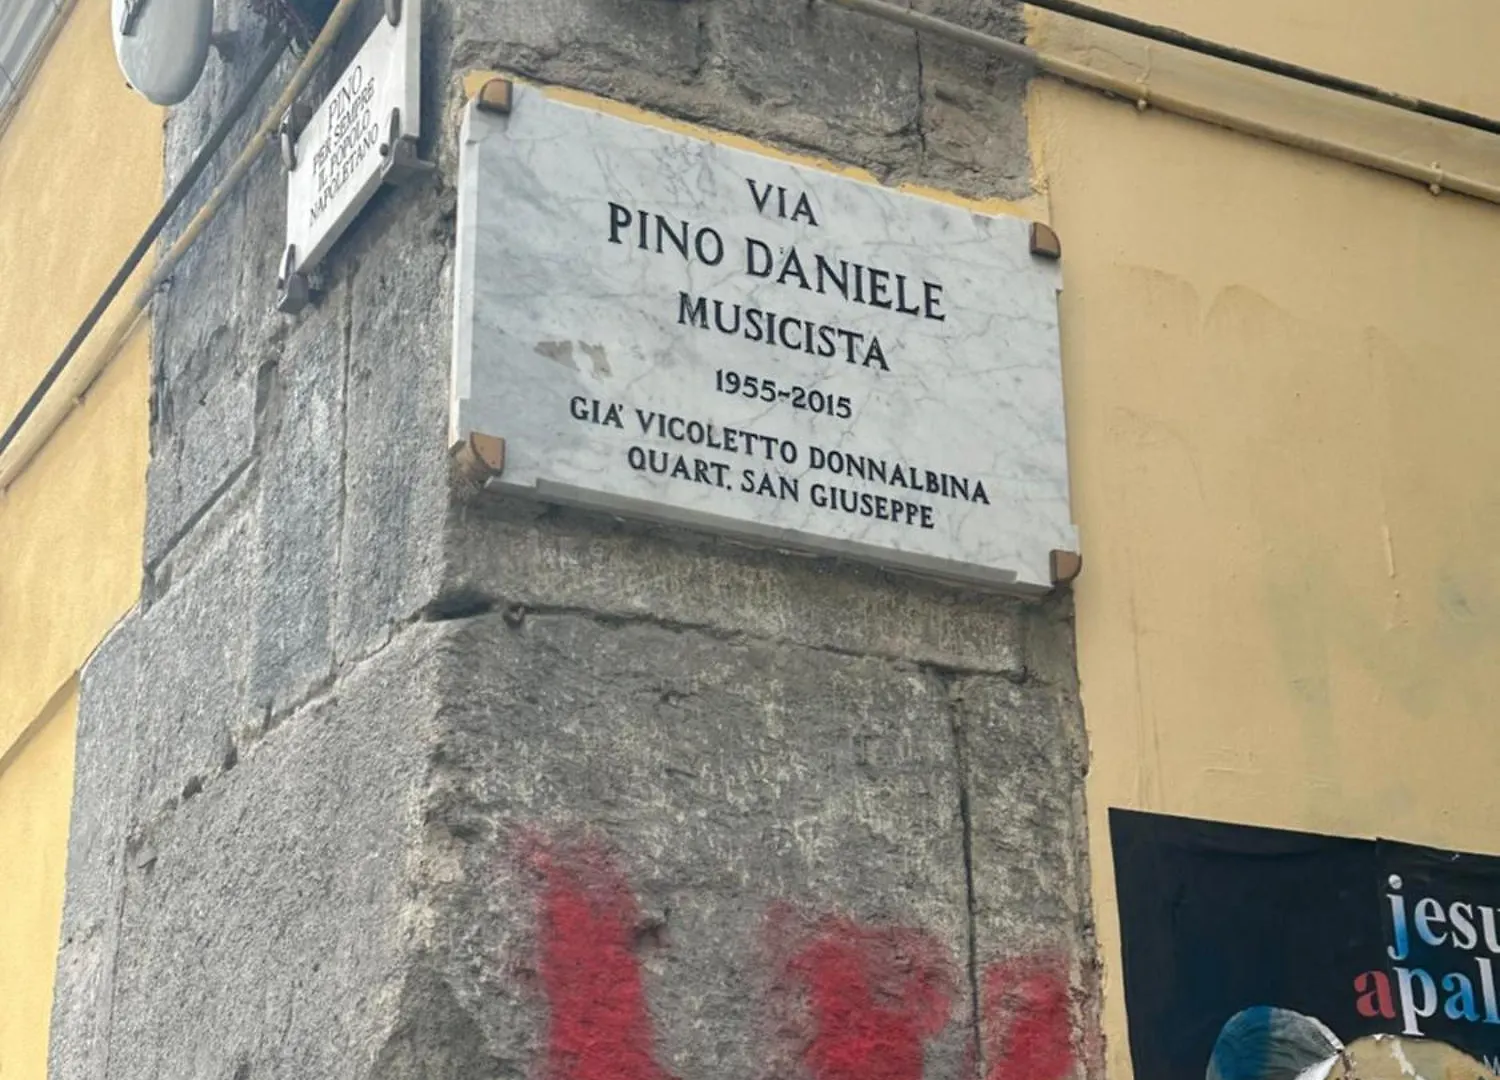 PINO
PER SEMPRE
IL POPOLO
NAPOLETANO
VIA
PINO DANIELE
MUSICISTA
1955-2015
GIA' VICOLETTO DONNALBINA
QUART. SAN GIUSEPPE
jesu
apal